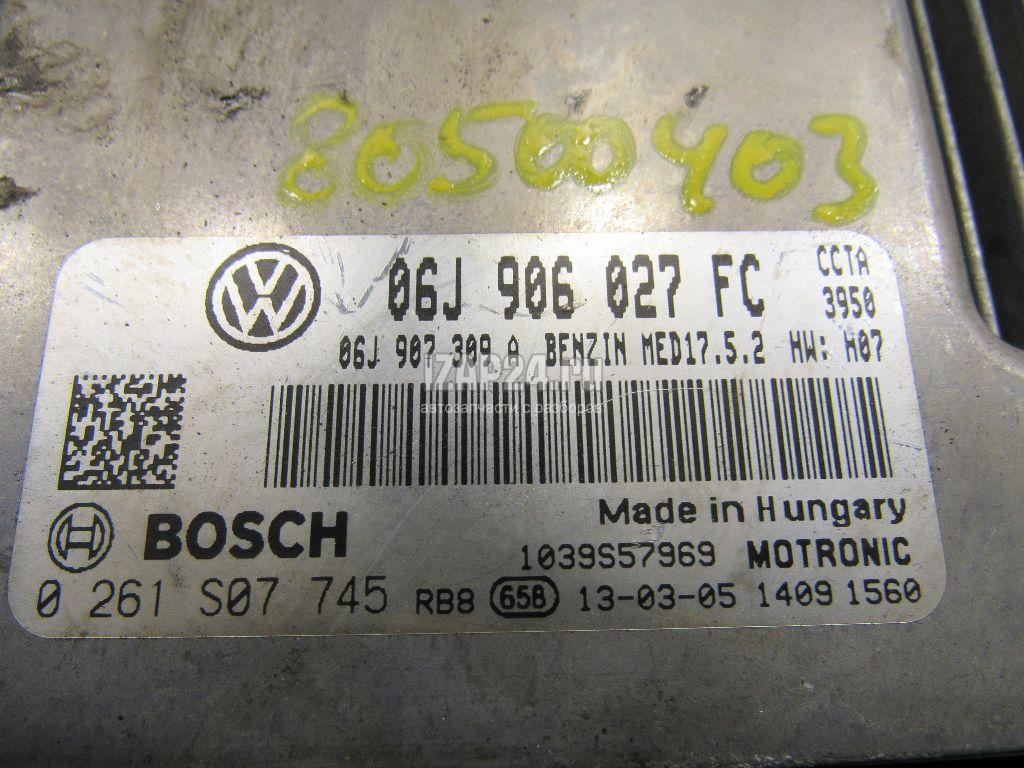 80500403
06J 906 027 FC
CCTA
3950
06J 907 309 A BENZIN MED17.5.2 HW: H07
IZAP24.ru
автозапчасти с разборов
Made in Hungary
BOSCH
1039S57969 MOTRONIC
0 261 S07 745 RB8 658 13-03-05 1409 1560